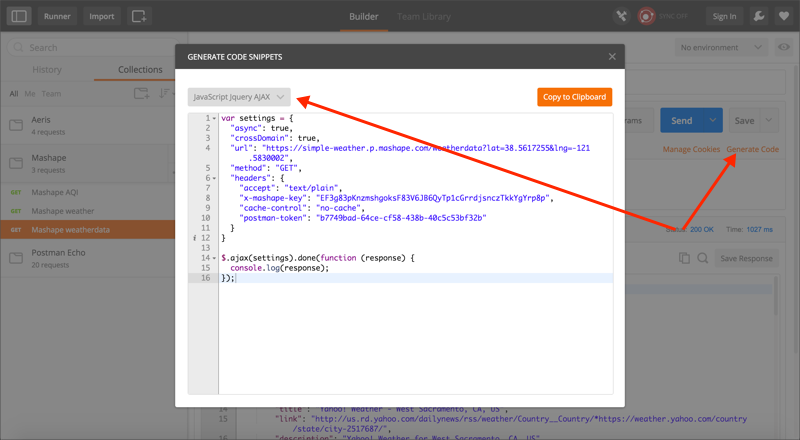 Runner
Import
Builder
Team Library
SYNC OFF
Sign In
Search
No environment
History
Collections
All Me Team
Aeris
4 requests
Mashape
3 requests
GET Mashape AQI
GET Mashape weather
GET Mashape weatherdata
Postman Echo
20 requests
GENERATE CODE SNIPPETS
JavaScript Jquery AJAX
Copy to Clipboard
1 var settings = {
2 "async": true,
3 "crossDomain": true,
4 "url": "https://simple-weather.p.mashape.com/weatherdata?lat=38.5617255&lng=-121
.5830002",
5 "method": "GET",
6 "headers": {
7 "accept": "text/plain",
8 "x-mashape-key": "EF3g83pKnzmshgoksF83V6JB6QyTp1cGrrdjsnczTkkYgYrp8p",
9 "cache-control": "no-cache",
10 "postman-token": "b7749bad-64ce-cf58-438b-40c5c53bf32b"
11 }
i 12 }
13
14 $.ajax(settings).done(function (response) {
15 console.log(response);
16 });
Send
Save
Manage Cookies
Generate Code
200 OK
Time: 1027 ms
Save Response
14 "title": "Yahoo! Weather - West Sacramento, CA, US",
15 "link": "http://us.rd.yahoo.com/dailynews/rss/weather/Country__Country/*https://weather.yahoo.com/country
/state/city-2517687/",
"description": "Yahoo! Weather for West Sacramento, CA, US"